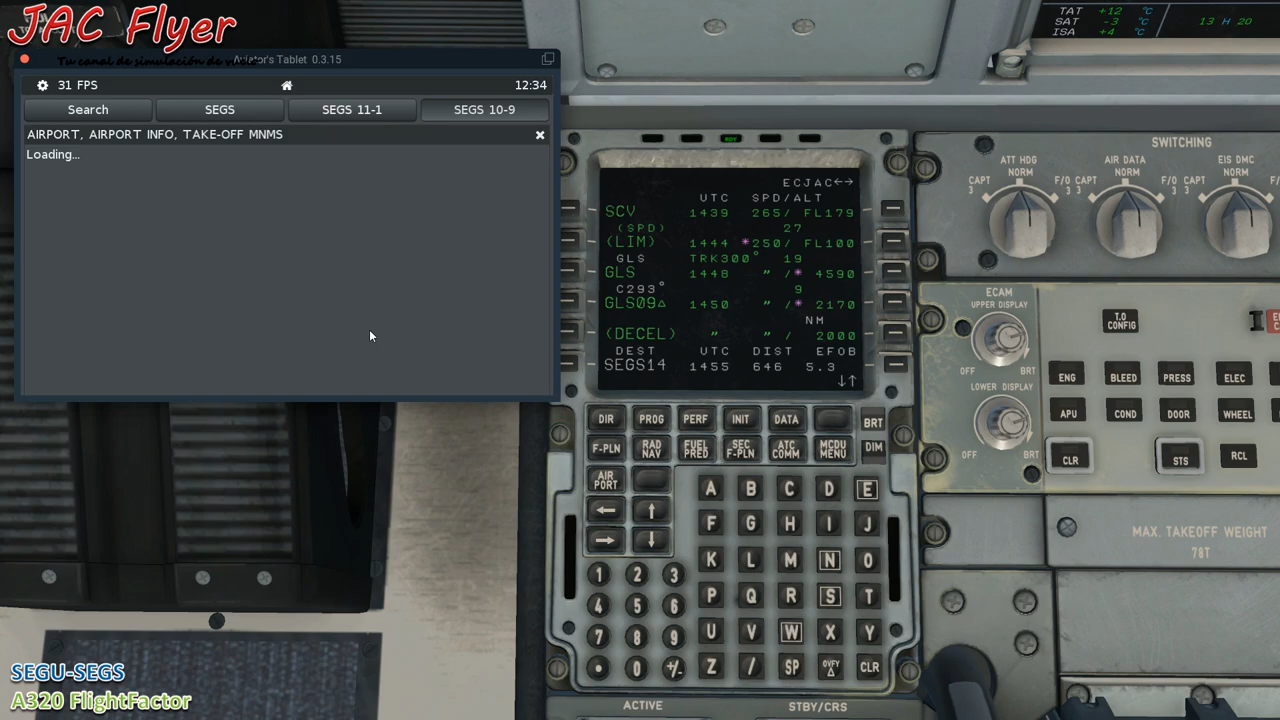 JAC Flyer
Tu canal de simulación de vuelo
Aviator's Tablet 0.3.15
31 FPS
12:34
Search
SEGS
SEGS 11-1
SEGS 10-9
AIRPORT, AIRPORT INFO, TAKE-OFF MNMS
Loading...
TAT +12 °C
SAT -3 °C
ISA +4 °C
13 H 20
ECJAC←→
UTC SPD/ALT
SCV 1439 265/ FL179
(SPD) 27
(LIM) 1444 *250/ FL100
GLS TRK300° 19
GLS 1448 " /* 4590
C293° 9
GLS09△ 1450 " /* 2170
NM
(DECEL) " " / 2000
DEST UTC DIST EFOB
SEGS14 1455 646 5.3
↓↑
DIR PROG PERF INIT DATA
BRT
F-PLN RAD NAV FUEL PRED SEC F-PLN ATC COMM MCDU MENU
DIM
AIR PORT
← ↑
→ ↓
A B C D E
F G H I J
K L M N O
P Q R S T
U V W X Y
Z / SP OVFY △ CLR
1 2 3
4 5 6
7 8 9
• 0 +/-
ACTIVE
STBY/CRS
SWITCHING
ATT HDG
NORM
CAPT 3
F/O 3
AIR DATA
NORM
CAPT 3
F/O 3
EIS DMC
NORM
CAPT 3
ECAM
UPPER DISPLAY
OFF BRT
LOWER DISPLAY
OFF BRT
T.O CONFIG
ENG BLEED PRESS ELEC
APU COND DOOR WHEEL
CLR STS RCL
MAX. TAKEOFF WEIGHT
78T
SEGU-SEGS
A320 FlightFactor